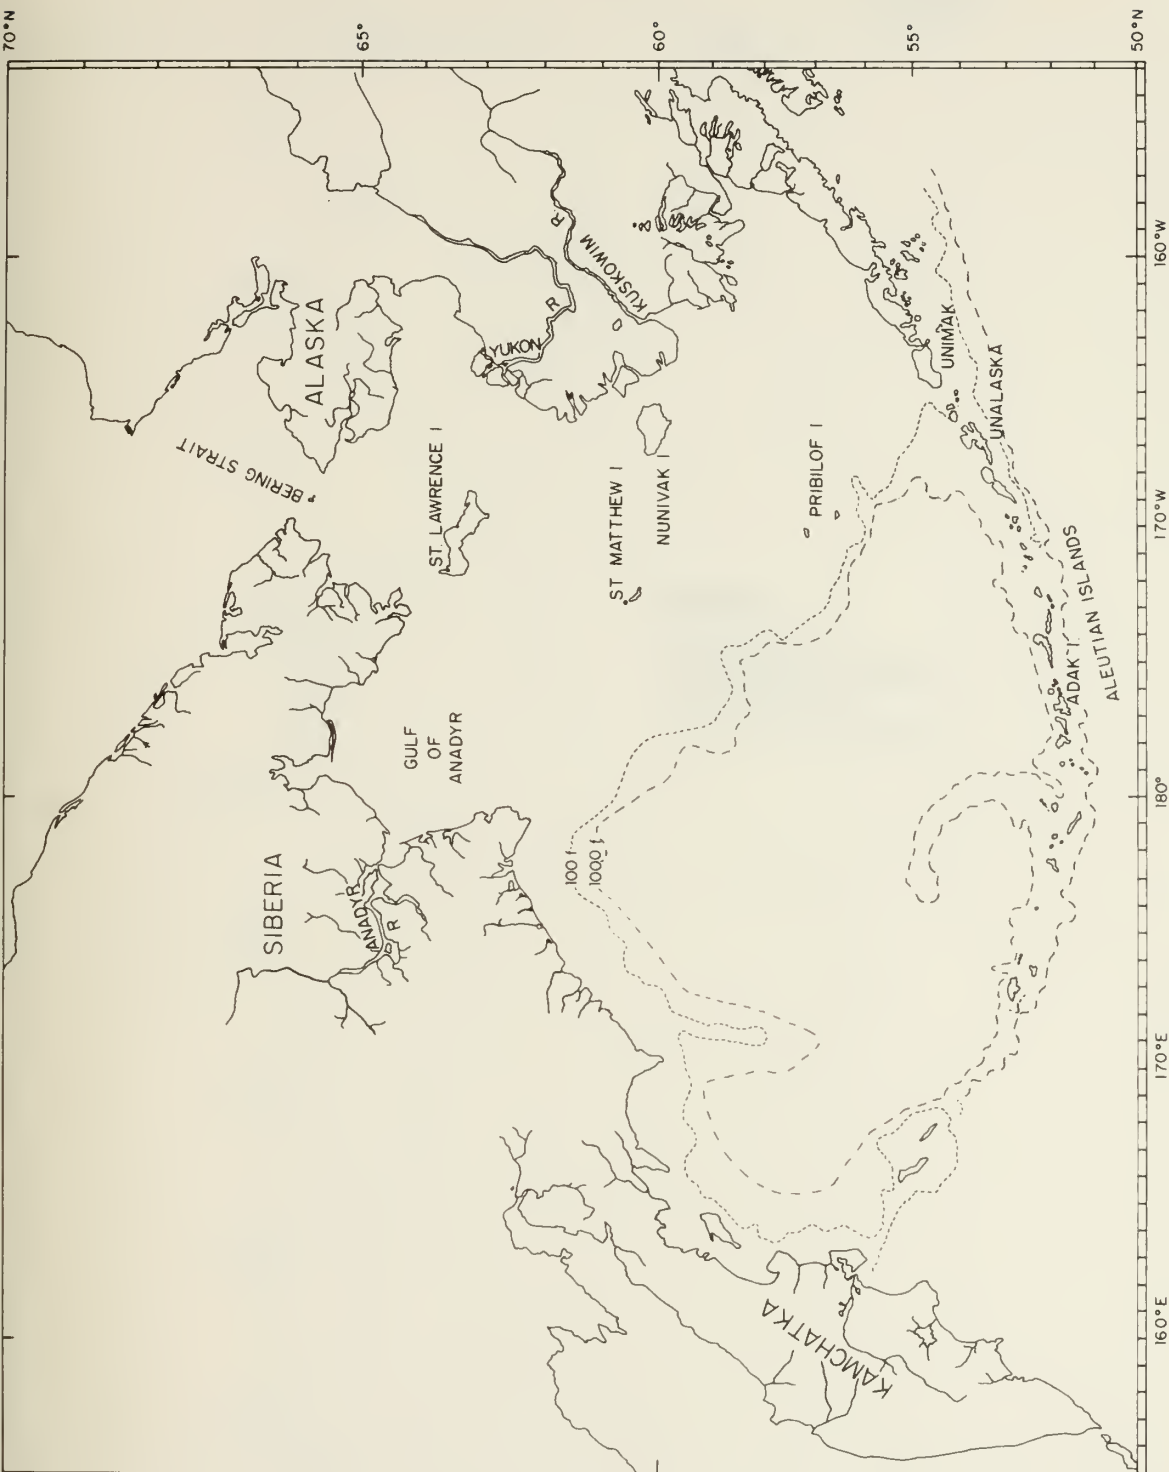 70°N
65°
60°
55°
50°N
160°W
170°W
180°
170°E
160°E
ALASKA
BERING STRAIT
YUKON R
KUSKOWIM R
ST. LAWRENCE I
ST MATTHEW I
NUNIVAK I
PRIBILOF I
UNIMAK
UNALASKA
ADAK I.
ALEUTIAN ISLANDS
GULF
OF
ANADYR
SIBERIA
ANADYR R
100 f
1000 f
KAMCHATKA